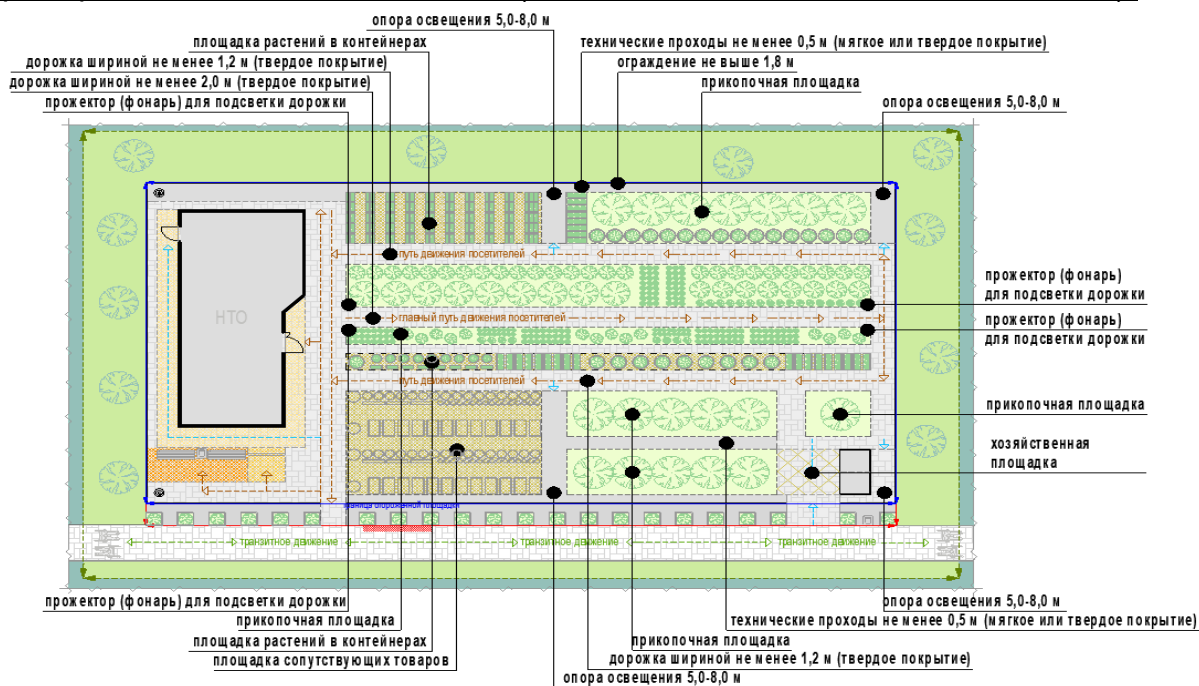 опора освещения 5,0-8,0 м
площадка растений в контейнерах
технические проходы не менее 0,5 м (мягкое или твердое покрытие)
дорожка шириной не менее 1,2 м (твердое покрытие)
ограждение не выше 1,8 м
дорожка шириной не менее 2,0 м (твердое покрытие)
прикопочная площадка
прожектор (фонарь) для подсветки дорожки
опора освещения 5,0-8,0 м
путь движения посетителей
прожектор (фонарь)
для подсветки дорожки
НТО
главный путь движения посетителей
прожектор (фонарь)
для подсветки дорожки
путь движения посетителей
прикопочная площадка
хозяйственная
площадка
граница огороженной площадки
транзитное движение
транзитное движение
транзитное движение
прожектор (фонарь) для подсветки дорожки
опора освещения 5,0-8,0 м
прикопочная площадка
технические проходы не менее 0,5 м (мягкое или твердое покрытие)
площадка растений в контейнерах
прикопочная площадка
площадка сопутствующих товаров
дорожка шириной не менее 1,2 м (твердое покрытие)
опора освещения 5,0-8,0 м